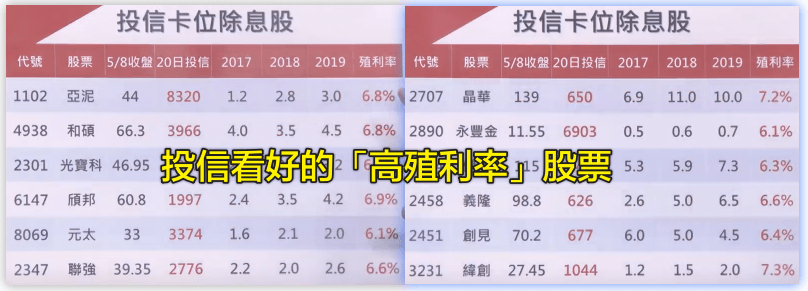 投信卡位除息股
代號 股票 5/8收盤 20日投信 2017 2018 2019 殖利率
1102 亞泥 44 8320 1.2 2.8 3.0 6.8%
4938 和碩 66.3 3966 4.0 3.5 4.5 6.8%
2301 光寶科 46.95
6147 頎邦 60.8 1997 2.4 3.5 4.2 6.9%
8069 元太 33 3374 1.6 2.1 2.0 6.1%
2347 聯強 39.35 2776 2.2 2.0 2.6 6.6%
投信看好的「高殖利率」股票
投信卡位除息股
代號 股票 5/8收盤 20日投信 2017 2018 2019 殖利率
2707 晶華 139 650 6.9 11.0 10.0 7.2%
2890 永豐金 11.55 6903 0.5 0.6 0.7 6.1%
5.3 5.9 7.3 6.3%
2458 義隆 98.8 626 2.6 5.0 6.5 6.6%
2451 創見 70.2 677 6.0 5.0 4.5 6.4%
3231 緯創 27.45 1044 1.2 1.5 2.0 7.3%